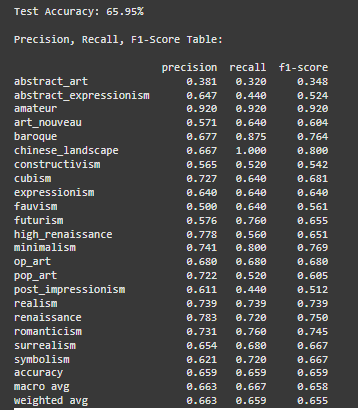 Test Accuracy: 65.95%
Precision, Recall, F1-Score Table:
precision recall f1-score
abstract_art 0.381 0.320 0.348
abstract_expressionism 0.647 0.440 0.524
amateur 0.920 0.920 0.920
art_nouveau 0.571 0.640 0.604
baroque 0.677 0.875 0.764
chinese_landscape 0.667 1.000 0.800
constructivism 0.565 0.520 0.542
cubism 0.727 0.640 0.681
expressionism 0.640 0.640 0.640
fauvism 0.500 0.640 0.561
futurism 0.576 0.760 0.655
high_renaissance 0.778 0.560 0.651
minimalism 0.741 0.800 0.769
op_art 0.680 0.680 0.680
pop_art 0.722 0.520 0.605
post_impressionism 0.611 0.440 0.512
realism 0.739 0.739 0.739
renaissance 0.783 0.720 0.750
romanticism 0.731 0.760 0.745
surrealism 0.654 0.680 0.667
symbolism 0.621 0.720 0.667
accuracy 0.659 0.659 0.659
macro avg 0.663 0.667 0.658
weighted avg 0.663 0.659 0.655